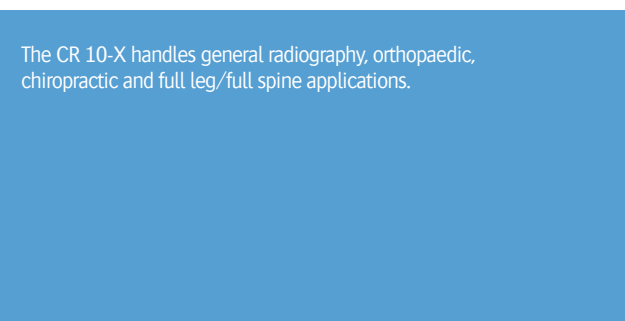 The CR 10-X handles general radiography, orthopaedic,
chiropractic and full leg/full spine applications.